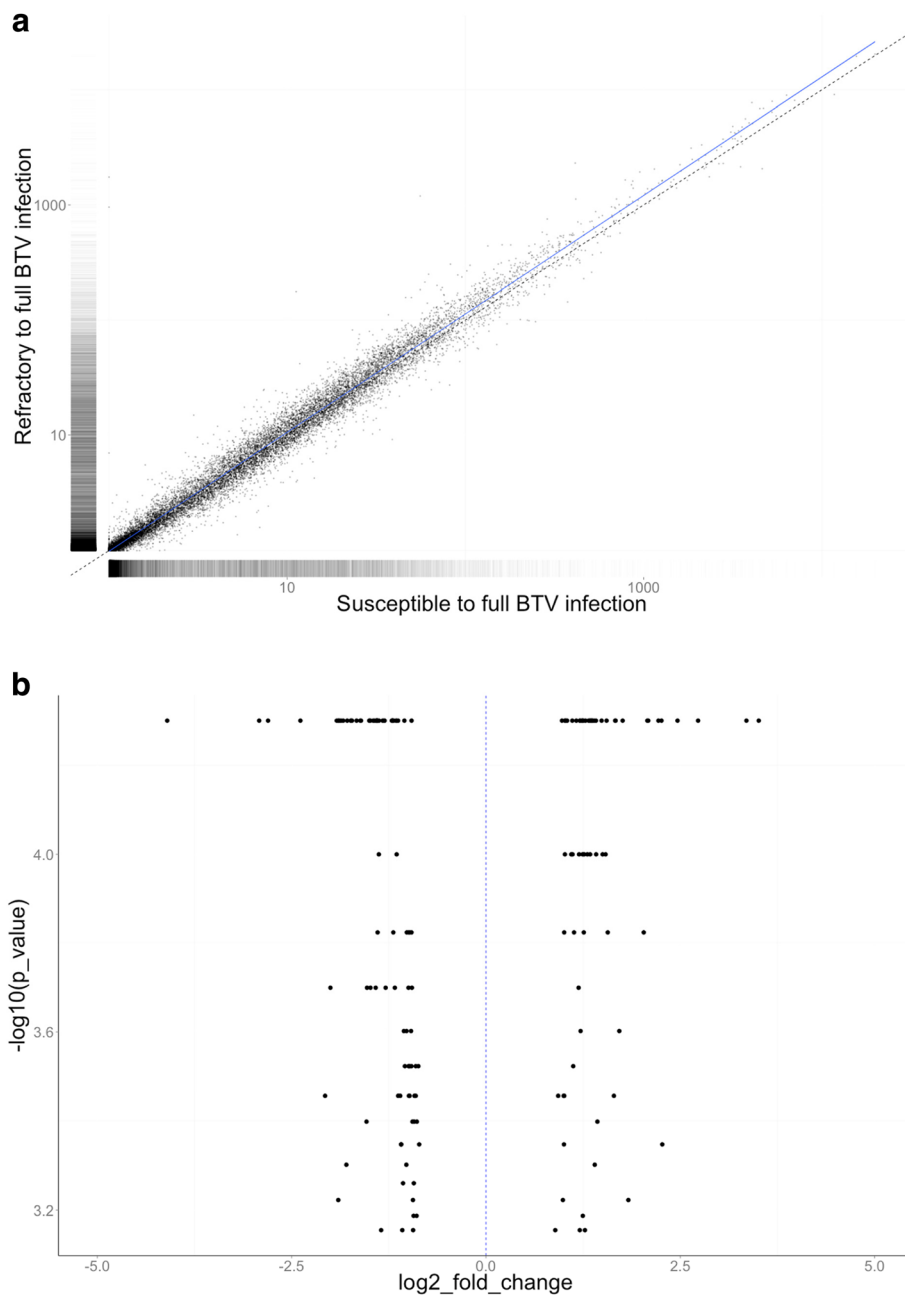 a
Refractory to full BTV infection
1000
10
10
1000
Susceptible to full BTV infection
b
-log10(p_value)
4.0
3.6
3.2
-5.0
-2.5
0.0
2.5
5.0
log2_fold_change